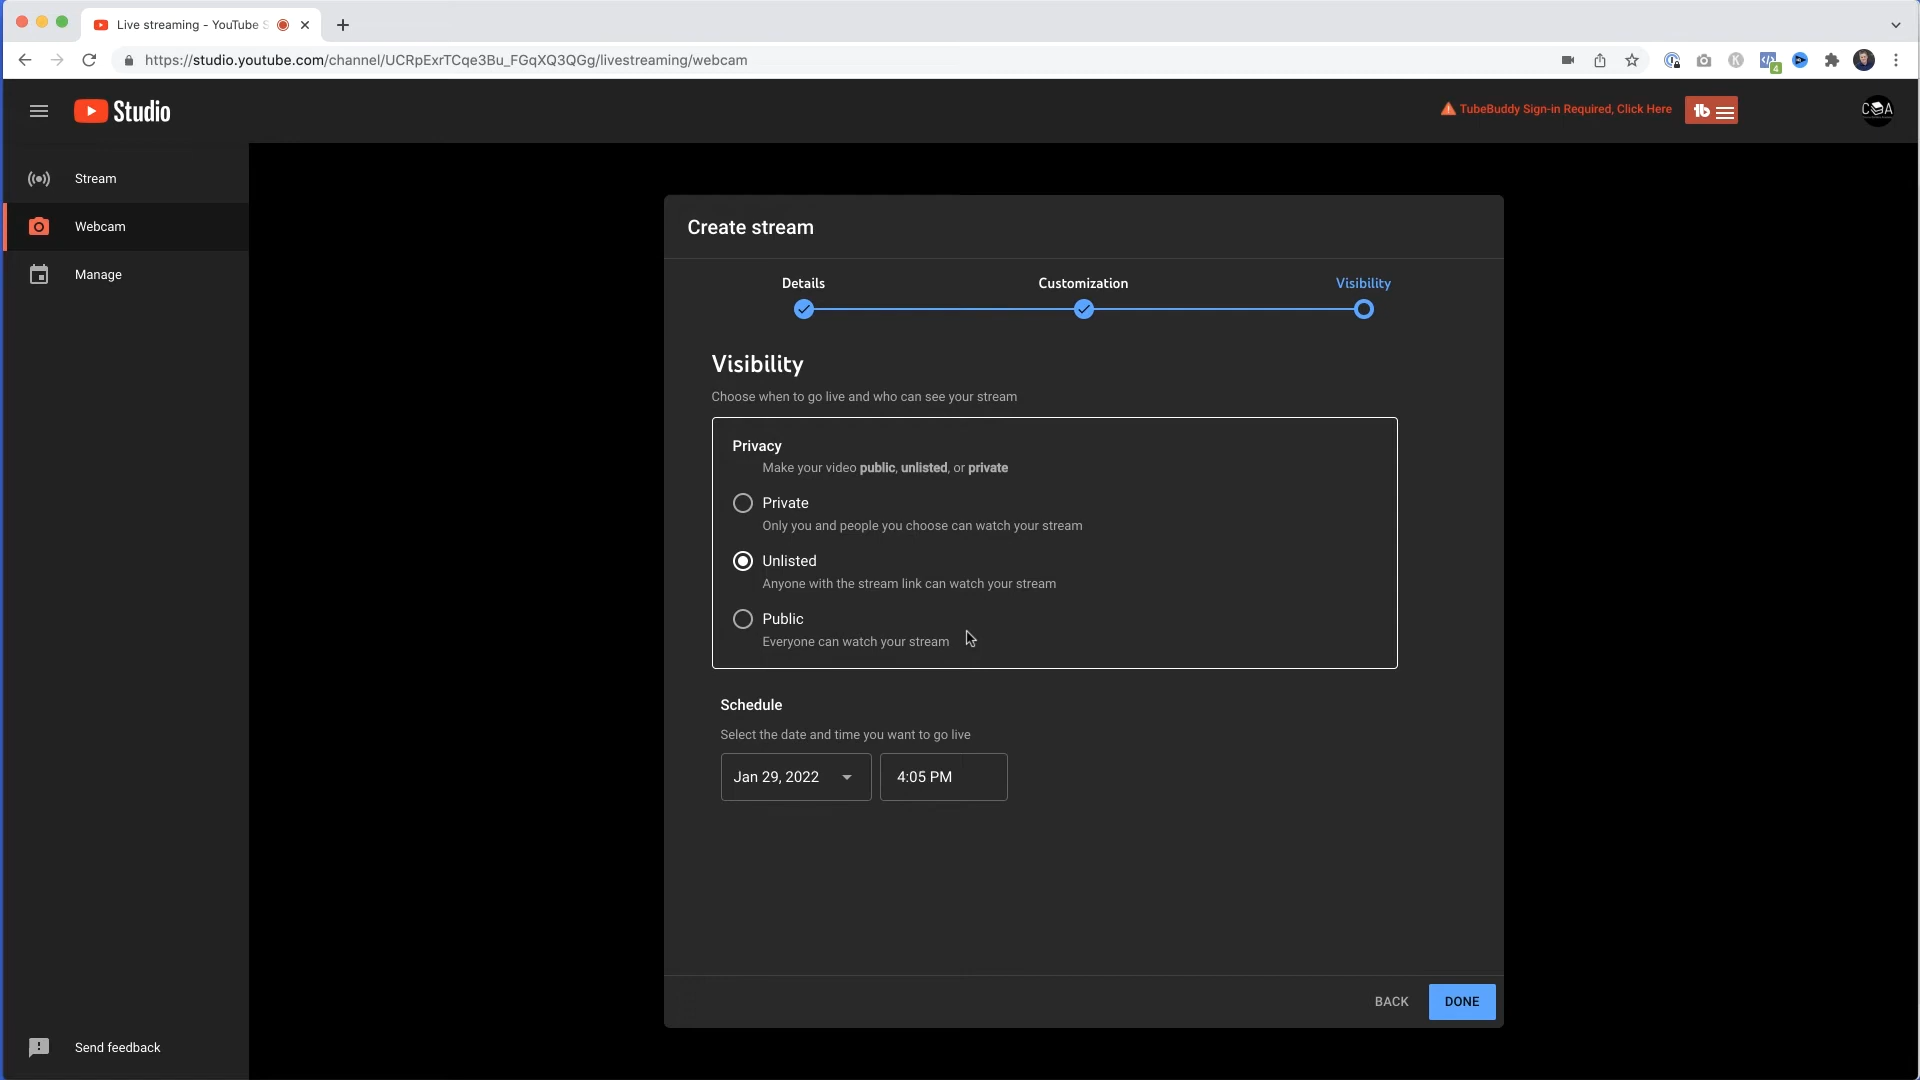 Live streaming - YouTube S
https://studio.youtube.com/channel/UCRpExrTCqe3Bu_FGqXQ3QGg/livestreaming/webcam
4
Studio
TubeBuddy Sign-in Required, Click Here
tb
Stream
Webcam
Manage
Create stream
Details
Customization
Visibility
Visibility
Choose when to go live and who can see your stream
Privacy
Make your video public, unlisted, or private
Private
Only you and people you choose can watch your stream
Unlisted
Anyone with the stream link can watch your stream
Public
Everyone can watch your stream
Schedule
Select the date and time you want to go live
Jan 29, 2022
4:05 PM
BACK
DONE
Send feedback